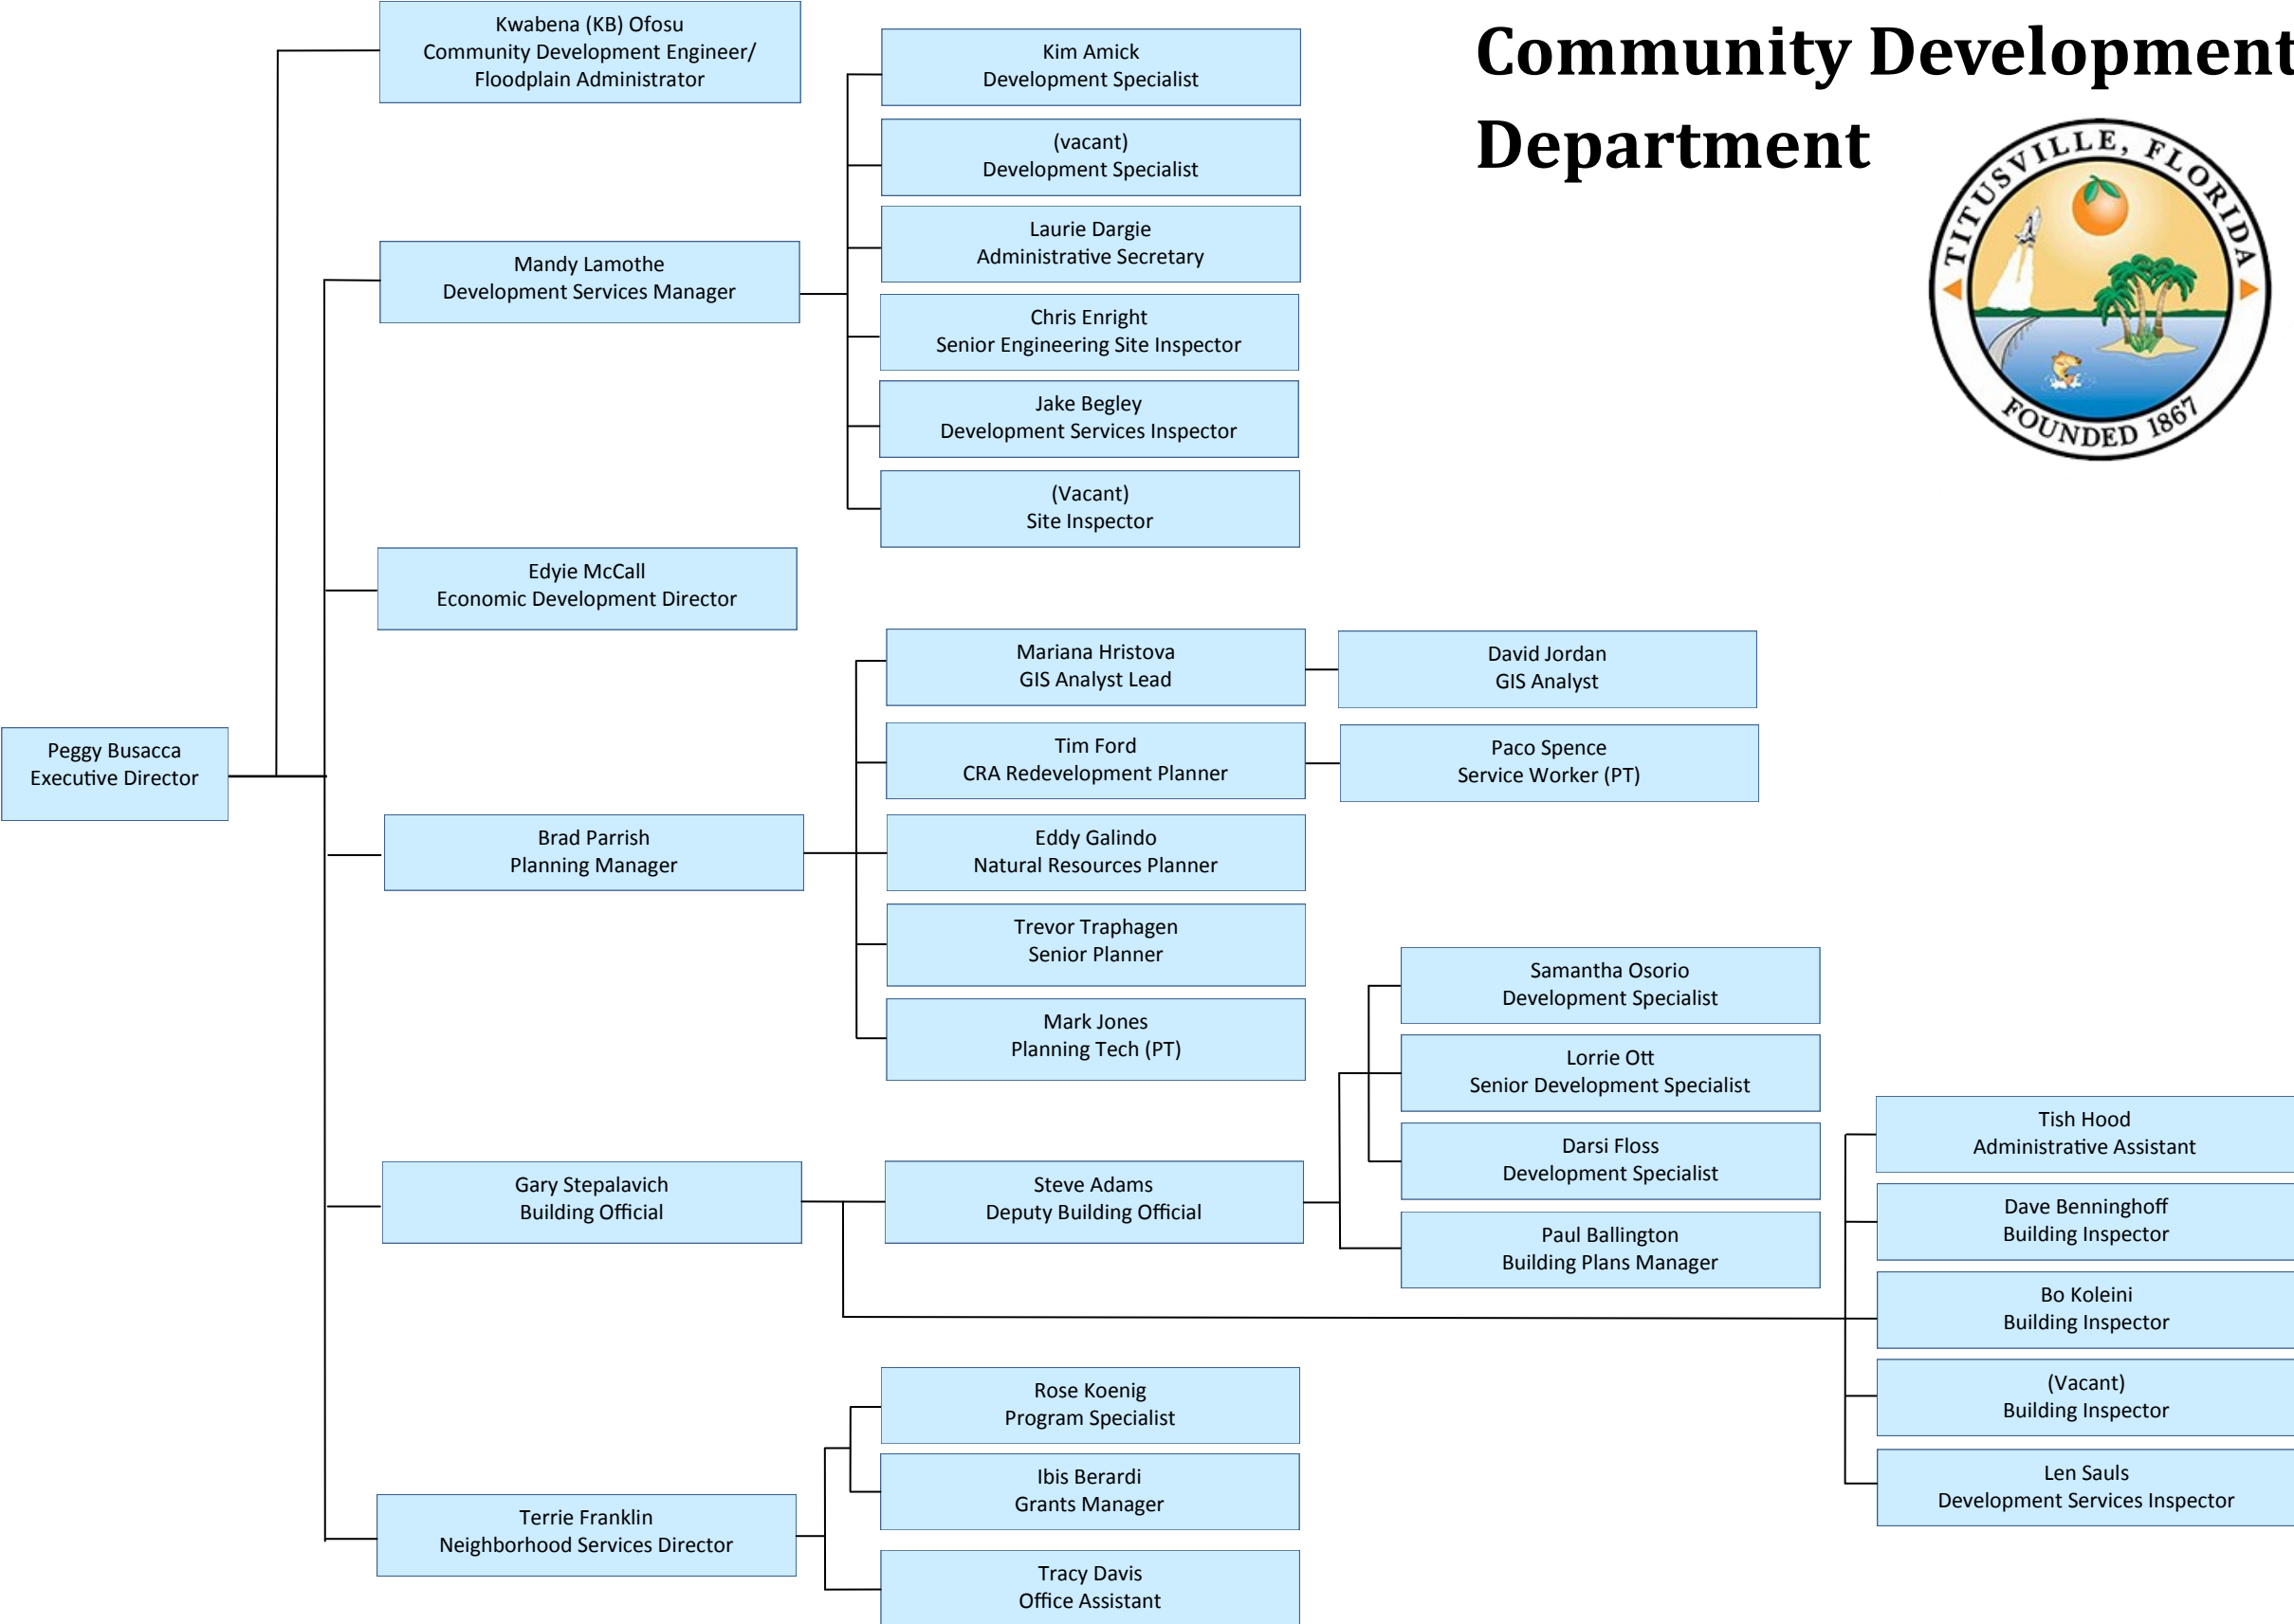 Community Development
Department
TITUSVILLE, FLORIDA
FOUNDED 1867
Peggy Busacca
Executive Director
Kwabena (KB) Ofosu
Community Development Engineer/
Floodplain Administrator
Mandy Lamothe
Development Services Manager
Kim Amick
Development Specialist
(vacant)
Development Specialist
Laurie Dargie
Administrative Secretary
Chris Enright
Senior Engineering Site Inspector
Jake Begley
Development Services Inspector
(Vacant)
Site Inspector
Edyie McCall
Economic Development Director
Brad Parrish
Planning Manager
Mariana Hristova
GIS Analyst Lead
David Jordan
GIS Analyst
Tim Ford
CRA Redevelopment Planner
Paco Spence
Service Worker (PT)
Eddy Galindo
Natural Resources Planner
Trevor Traphagen
Senior Planner
Mark Jones
Planning Tech (PT)
Gary Stepalavich
Building Official
Steve Adams
Deputy Building Official
Samantha Osorio
Development Specialist
Lorrie Ott
Senior Development Specialist
Darsi Floss
Development Specialist
Paul Ballington
Building Plans Manager
Tish Hood
Administrative Assistant
Dave Benninghoff
Building Inspector
Bo Koleini
Building Inspector
(Vacant)
Building Inspector
Len Sauls
Development Services Inspector
Terrie Franklin
Neighborhood Services Director
Rose Koenig
Program Specialist
Ibis Berardi
Grants Manager
Tracy Davis
Office Assistant